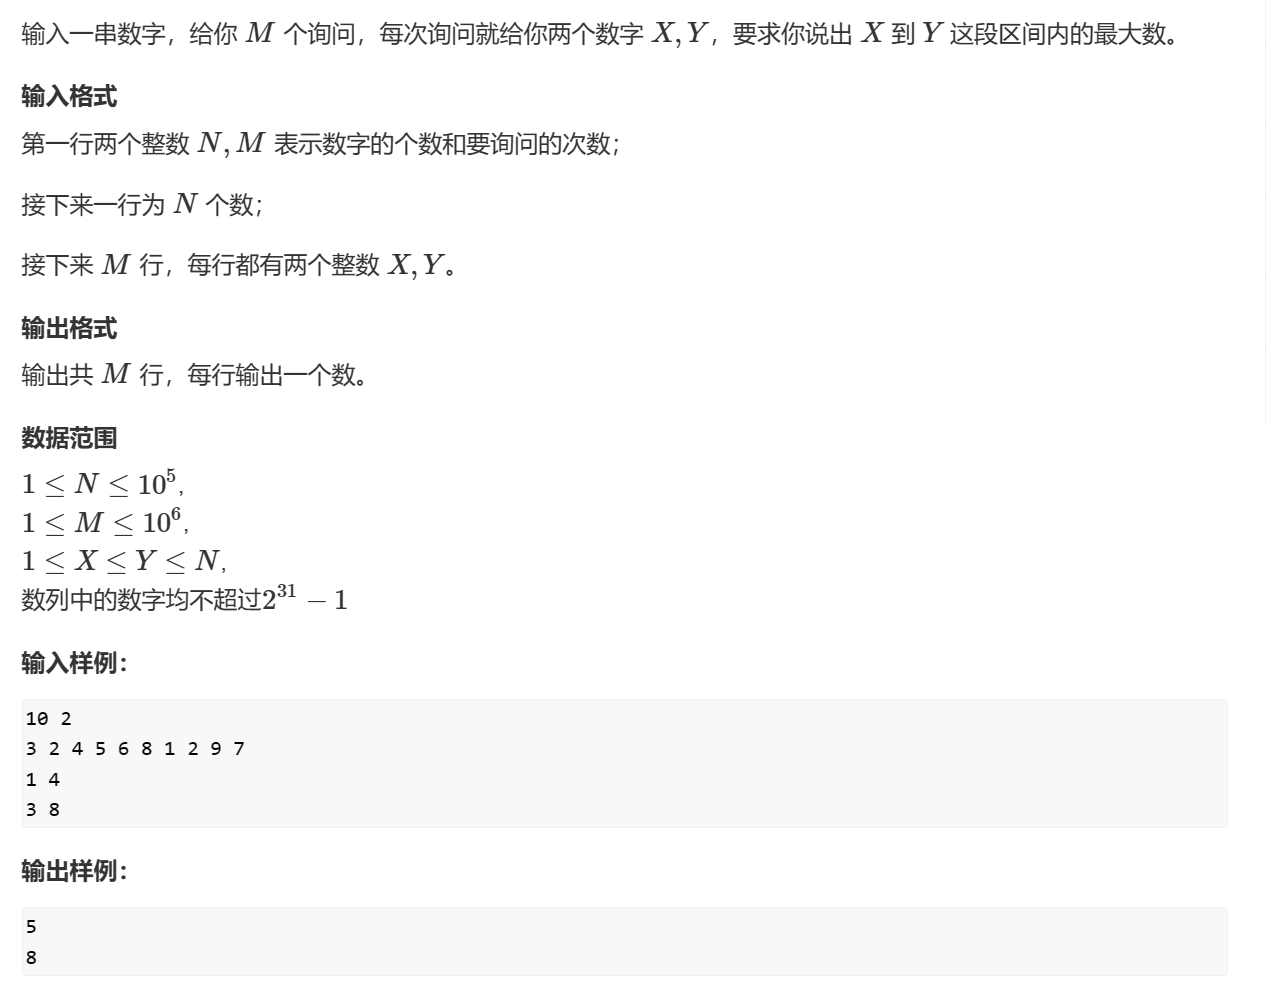 输入一串数字，给你 M 个询问，每次询问就给你两个数字 X, Y，要求你说出 X 到 Y 这段区间内的最大数。
输入格式
第一行两个整数 N, M 表示数字的个数和要询问的次数；
接下来一行为 N 个数；
接下来 M 行，每行都有两个整数 X, Y。
输出格式
输出共 M 行，每行输出一个数。
数据范围
1 ≤ N ≤ 10^5,
1 ≤ M ≤ 10^6,
1 ≤ X ≤ Y ≤ N,
数列中的数字均不超过2^31 − 1
输入样例：
10 2
3 2 4 5 6 8 1 2 9 7
1 4
3 8
输出样例：
5
8